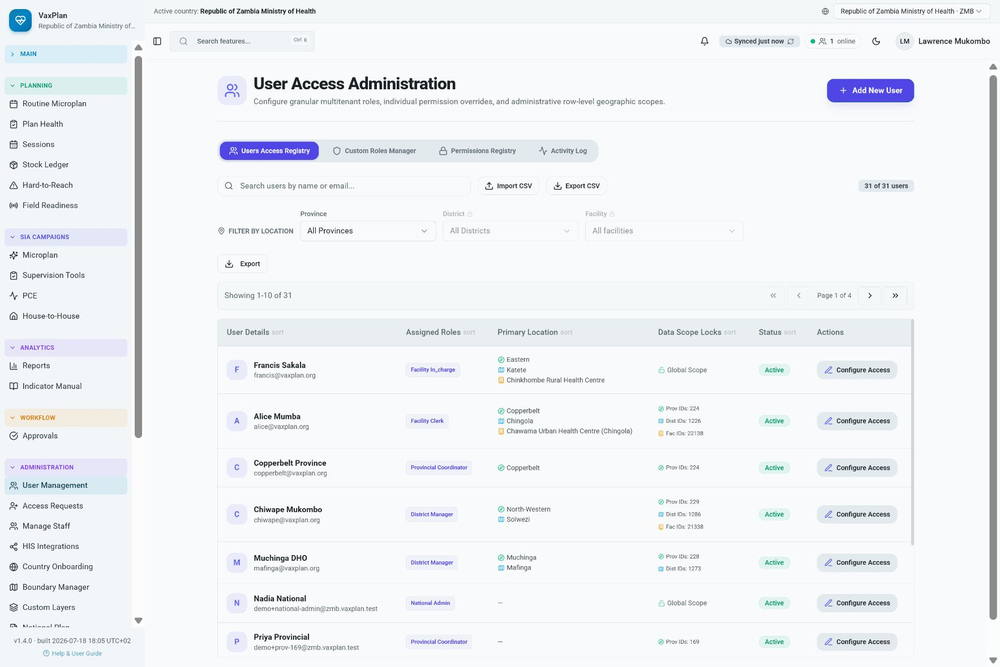 VaxPlan
Republic of Zambia Ministry of...
Active country: Republic of Zambia Ministry of Health
Republic of Zambia Ministry of Health · ZMB
Search features...
Ctrl K
Synced just now
1 online
LM
Lawrence Mukombo
MAIN
PLANNING
Routine Microplan
Plan Health
Sessions
Stock Ledger
Hard-to-Reach
Field Readiness
SIA CAMPAIGNS
Microplan
Supervision Tools
PCE
House-to-House
ANALYTICS
Reports
Indicator Manual
WORKFLOW
Approvals
ADMINISTRATION
User Management
Access Requests
Manage Staff
HIS Integrations
Country Onboarding
Boundary Manager
Custom Layers
National Plan
v1.4.0 · built 2026-07-18 18:05 UTC+02
Help & User Guide
User Access Administration
Configure granular multitenant roles, individual permission overrides, and administrative row-level geographic scopes.
Add New User
Users Access Registry
Custom Roles Manager
Permissions Registry
Activity Log
Search users by name or email...
Import CSV
Export CSV
31 of 31 users
FILTER BY LOCATION
Province
All Provinces
District
All Districts
Facility
All facilities
Export
Showing 1-10 of 31
Page 1 of 4
User Details sort
Assigned Roles sort
Primary Location sort
Data Scope Locks sort
Status sort
Actions
F
Francis Sakala
francis@vaxplan.org
Facility In_charge
Eastern
Katete
Chinkhombe Rural Health Centre
Global Scope
Active
Configure Access
A
Alice Mumba
alice@vaxplan.org
Facility Clerk
Copperbelt
Chingola
Chawama Urban Health Centre (Chingola)
Prov IDs: 224
Dist IDs: 1226
Fac IDs: 22138
Active
Configure Access
C
Copperbelt Province
copperbelt@vaxplan.org
Provincial Coordinator
Copperbelt
Prov IDs: 224
Active
Configure Access
C
Chiwape Mukombo
chiwape@vaxplan.org
District Manager
North-Western
Solwezi
Prov IDs: 229
Dist IDs: 1286
Fac IDs: 21338
Active
Configure Access
M
Muchinga DHO
mafinga@vaxplan.org
District Manager
Muchinga
Mafinga
Prov IDs: 228
Dist IDs: 1273
Active
Configure Access
N
Nadia National
demo+national-admin@zmb.vaxplan.test
National Admin
—
Global Scope
Active
Configure Access
P
Priya Provincial
demo+prov-169@zmb.vaxplan.test
Provincial Coordinator
—
Prov IDs: 169
Active
Configure Access